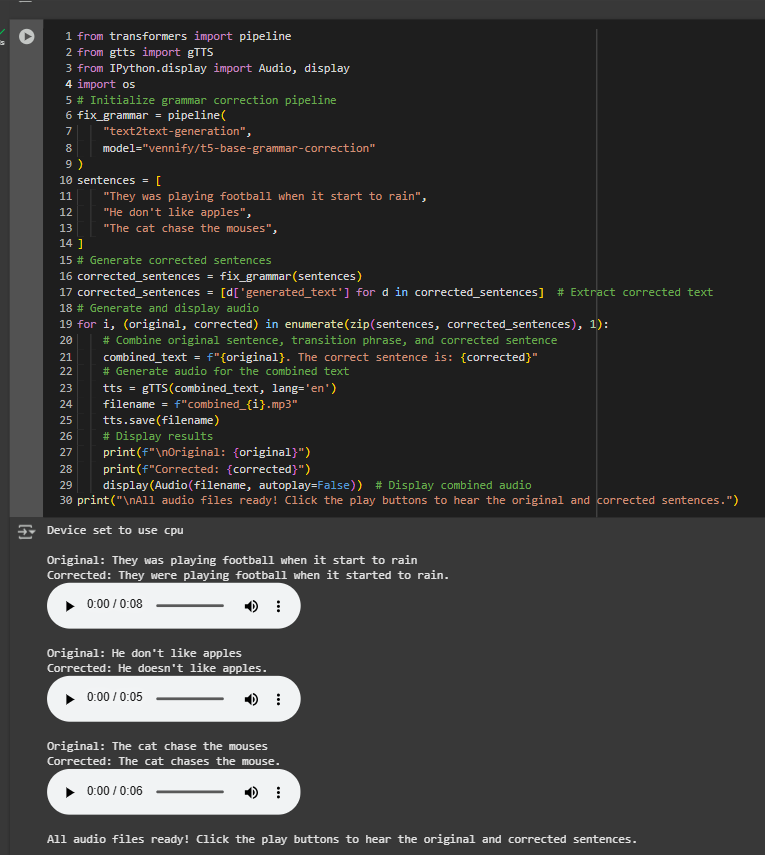 1 from transformers import pipeline
2 from gtts import gTTS
3 from IPython.display import Audio, display
4 import os
5 # Initialize grammar correction pipeline
6 fix_grammar = pipeline(
7     "text2text-generation",
8     model="vennify/t5-base-grammar-correction"
9 )
10 sentences = [
11     "They was playing football when it start to rain",
12     "He don't like apples",
13     "The cat chase the mouses",
14 ]
15 # Generate corrected sentences
16 corrected_sentences = fix_grammar(sentences)
17 corrected_sentences = [d['generated_text'] for d in corrected_sentences]  # Extract corrected text
18 # Generate and display audio
19 for i, (original, corrected) in enumerate(zip(sentences, corrected_sentences), 1):
20     # Combine original sentence, transition phrase, and corrected sentence
21     combined_text = f"{original}. The correct sentence is: {corrected}"
22     # Generate audio for the combined text
23     tts = gTTS(combined_text, lang='en')
24     filename = f"combined_{i}.mp3"
25     tts.save(filename)
26     # Display results
27     print(f"\nOriginal: {original}")
28     print(f"Corrected: {corrected}")
29     display(Audio(filename, autoplay=False))  # Display combined audio
30 print("\nAll audio files ready! Click the play buttons to hear the original and corrected sentences.")
Device set to use cpu
Original: They was playing football when it start to rain
Corrected: They were playing football when it started to rain.
0:00 / 0:08
Original: He don't like apples
Corrected: He doesn't like apples.
0:00 / 0:05
Original: The cat chase the mouses
Corrected: The cat chases the mouse.
0:00 / 0:06
All audio files ready! Click the play buttons to hear the original and corrected sentences.